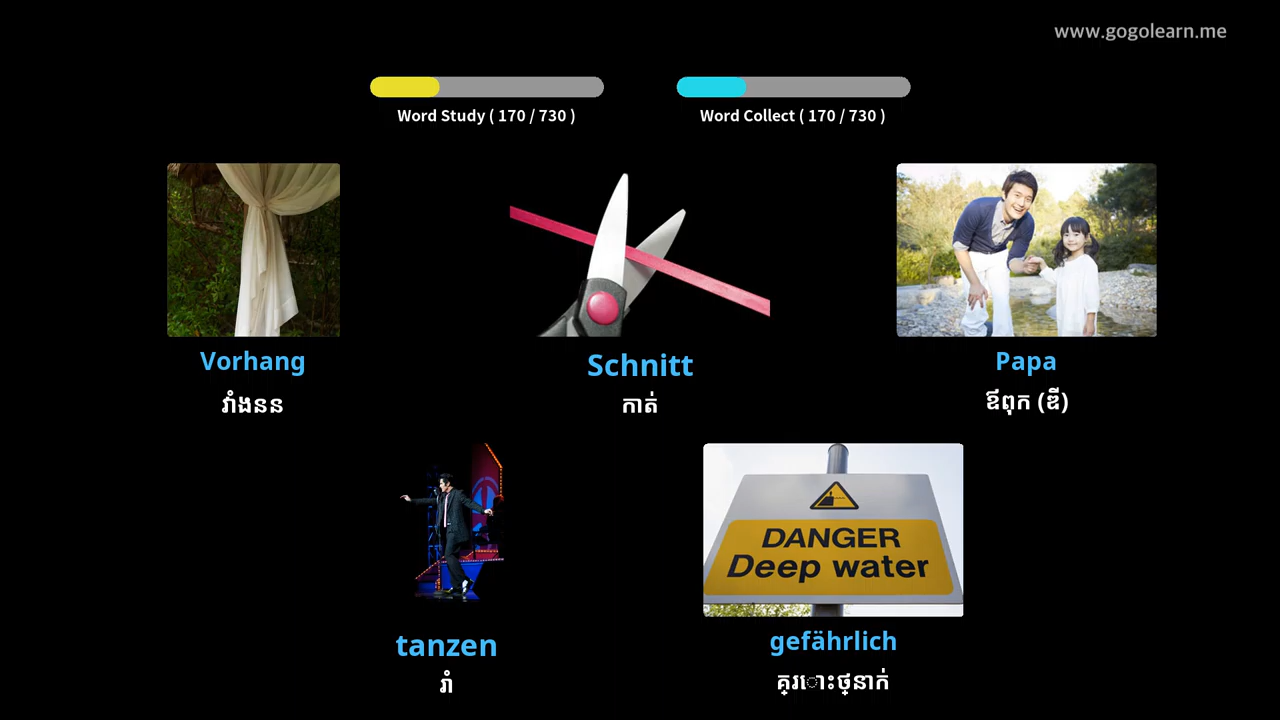 www.gogolearn.me
Word Study ( 170 / 730 )
Word Collect ( 170 / 730 )
Vorhang
វាំងនន
Schnitt
កាត់
Papa
ឪពុក (ឌី)
DANGER
Deep water
tanzen
រាំ
gefährlich
គ្រោះថ្នាក់